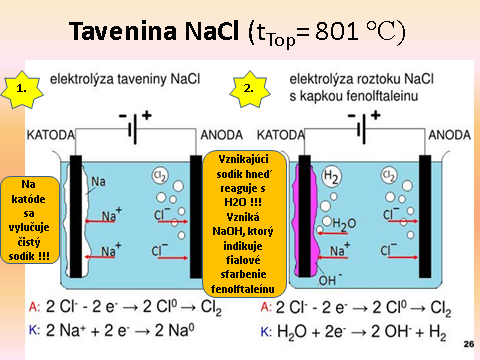 Tavenina NaCl (tTop= 801 °C)
1.
elektrolýza taveniny NaCl
2.
elektrolýza roztoku NaCl
s kapkou fenolftaleinu
KATODA
- +
ANODA
KATODA
- +
ANODA
Na
katóde
sa
vylučuje
čistý
sodík !!!
Na
Cl2
Na+
Cl-
Na+
Cl-
Vznikajúci
sodík hneď
reaguje s
H2O !!!
Vzniká
NaOH, ktorý
indikuje
fialové
sfarbenie
fenolftaleínu
H2
Cl2
H2O
Cl-
Na+
Cl-
OH-
A: 2 Cl- - 2 e- → 2 Cl0 → Cl2
K: 2 Na+ + 2 e- → 2 Na0
A: 2 Cl- - 2 e- → 2 Cl0 → Cl2
K: H2O + 2e- → 2 OH- + H2
26